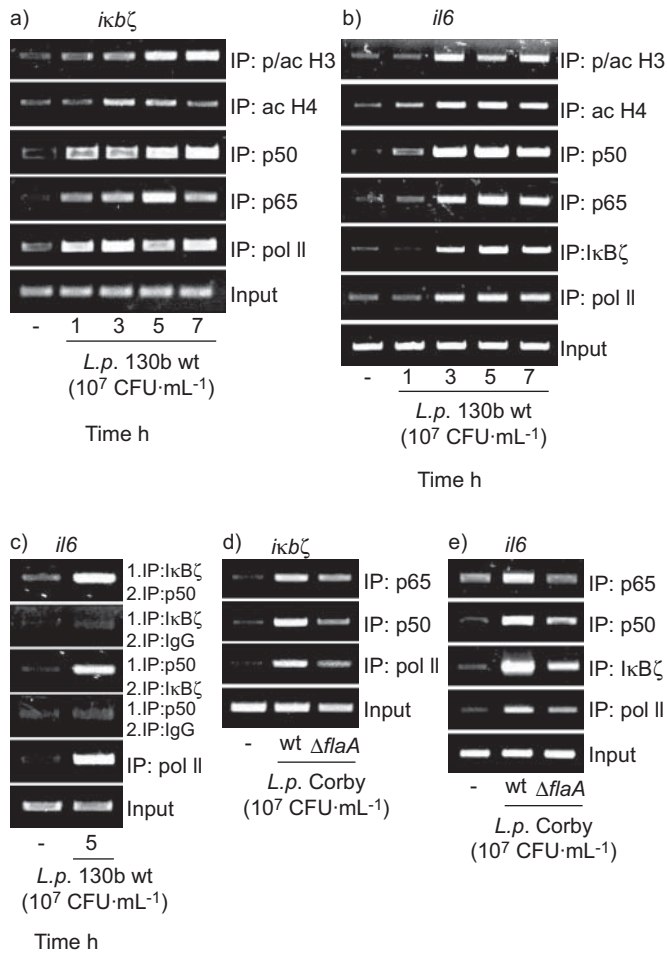 a) iκbζ
IP: p/ac H3
IP: ac H4
IP: p50
IP: p65
IP: pol II
Input
- 1 3 5 7
L.p. 130b wt
(10⁷ CFU·mL⁻¹)
Time h
b) il6
IP: p/ac H3
IP: ac H4
IP: p50
IP: p65
IP:IκBζ
IP: pol II
Input
- 1 3 5 7
L.p. 130b wt
(10⁷ CFU·mL⁻¹)
Time h
c) il6
1.IP:IκBζ
2.IP:p50
1.IP:IκBζ
2.IP:IgG
1.IP:p50
2.IP:IκBζ
1.IP:p50
2.IP:IgG
IP: pol II
Input
- 5
L.p. 130b wt
(10⁷ CFU·mL⁻¹)
Time h
d) iκbζ
IP: p65
IP: p50
IP: pol II
Input
- wt ΔflaA
L.p. Corby
(10⁷ CFU·mL⁻¹)
e) il6
IP: p65
IP: p50
IP: IκBζ
IP: pol II
Input
- wt ΔflaA
L.p. Corby
(10⁷ CFU·mL⁻¹)